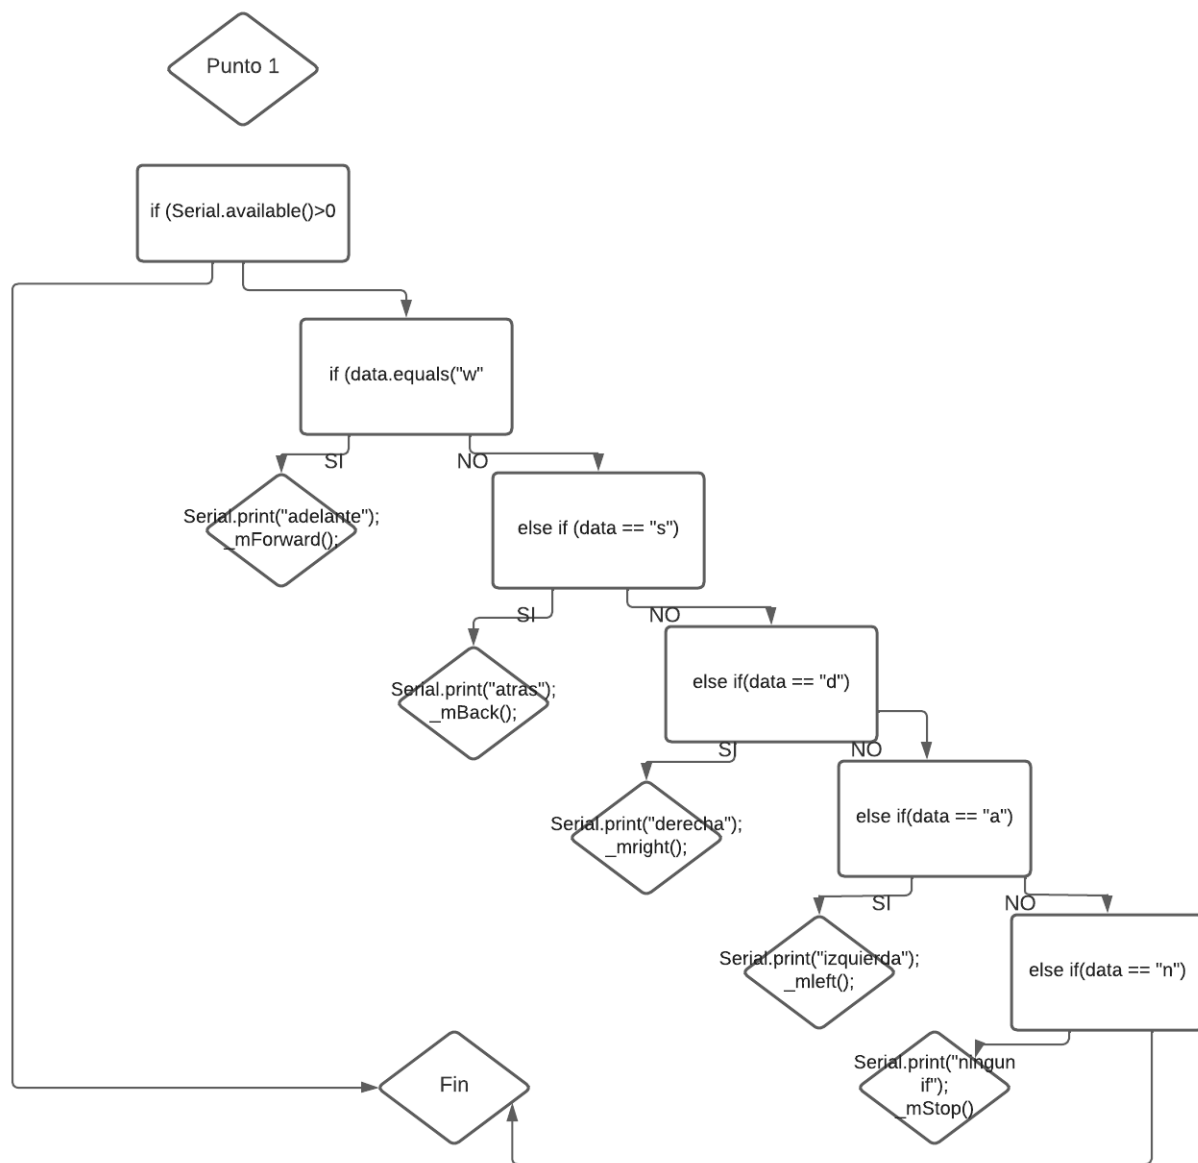 Punto 1
if (Serial.available()>0
if (data.equals("w"
SI
NO
Serial.print("adelante");
_mForward();
else if (data == "s")
SI
NO
Serial.print("atras");
_mBack();
else if(data == "d")
SI
NO
Serial.print("derecha");
_mright();
else if(data == "a")
SI
NO
Serial.print("izquierda");
_mleft();
else if(data == "n")
Serial.print("ningun
if");
_mStop()
Fin